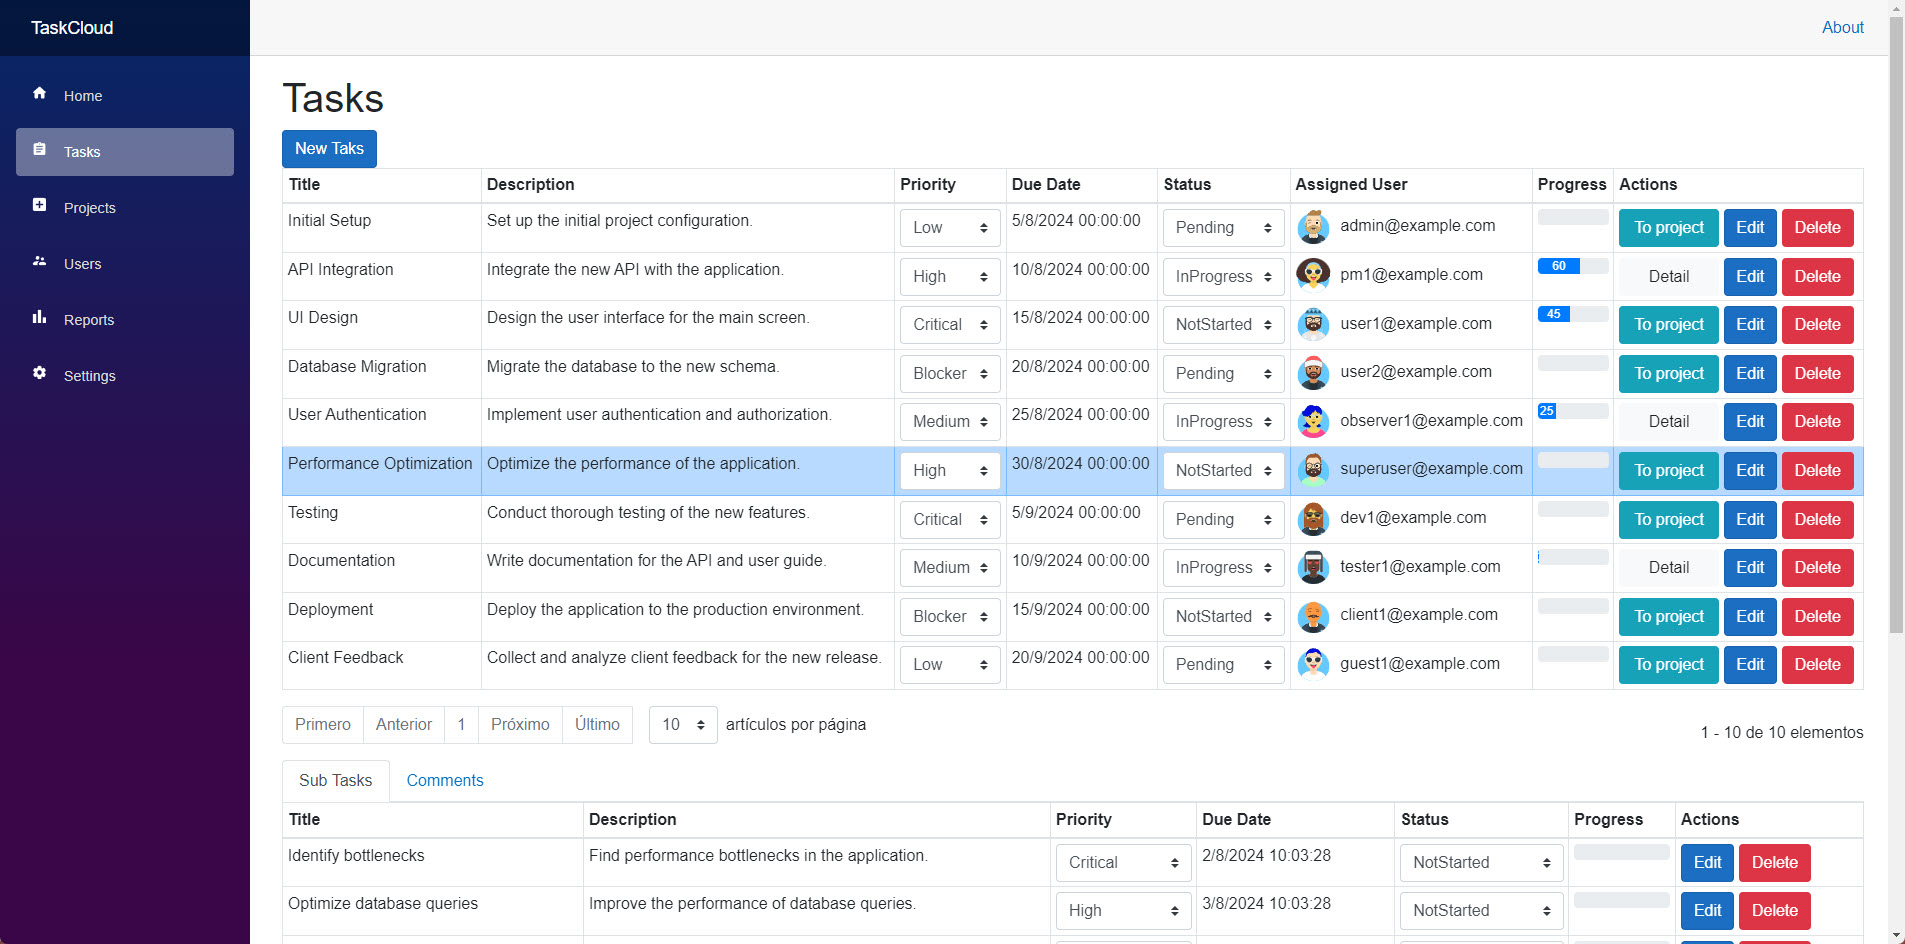 TaskCloud
About
Home
Tasks
Projects
Users
Reports
Settings
Tasks
New Taks
Title Description Priority Due Date Status Assigned User Progress Actions
Initial Setup Set up the initial project configuration. Low 5/8/2024 00:00:00 Pending admin@example.com To project Edit Delete
API Integration Integrate the new API with the application. High 10/8/2024 00:00:00 InProgress pm1@example.com 60 Detail Edit Delete
UI Design Design the user interface for the main screen. Critical 15/8/2024 00:00:00 NotStarted user1@example.com 45 To project Edit Delete
Database Migration Migrate the database to the new schema. Blocker 20/8/2024 00:00:00 Pending user2@example.com To project Edit Delete
User Authentication Implement user authentication and authorization. Medium 25/8/2024 00:00:00 InProgress observer1@example.com 25 Detail Edit Delete
Performance Optimization Optimize the performance of the application. High 30/8/2024 00:00:00 NotStarted superuser@example.com To project Edit Delete
Testing Conduct thorough testing of the new features. Critical 5/9/2024 00:00:00 Pending dev1@example.com To project Edit Delete
Documentation Write documentation for the API and user guide. Medium 10/9/2024 00:00:00 InProgress tester1@example.com Detail Edit Delete
Deployment Deploy the application to the production environment. Blocker 15/9/2024 00:00:00 NotStarted client1@example.com To project Edit Delete
Client Feedback Collect and analyze client feedback for the new release. Low 20/9/2024 00:00:00 Pending guest1@example.com To project Edit Delete
Primero Anterior 1 Próximo Último 10 artículos por página
1 - 10 de 10 elementos
Sub Tasks Comments
Title Description Priority Due Date Status Progress Actions
Identify bottlenecks Find performance bottlenecks in the application. Critical 2/8/2024 10:03:28 NotStarted Edit Delete
Optimize database queries Improve the performance of database queries. High 3/8/2024 10:03:28 NotStarted Edit Delete